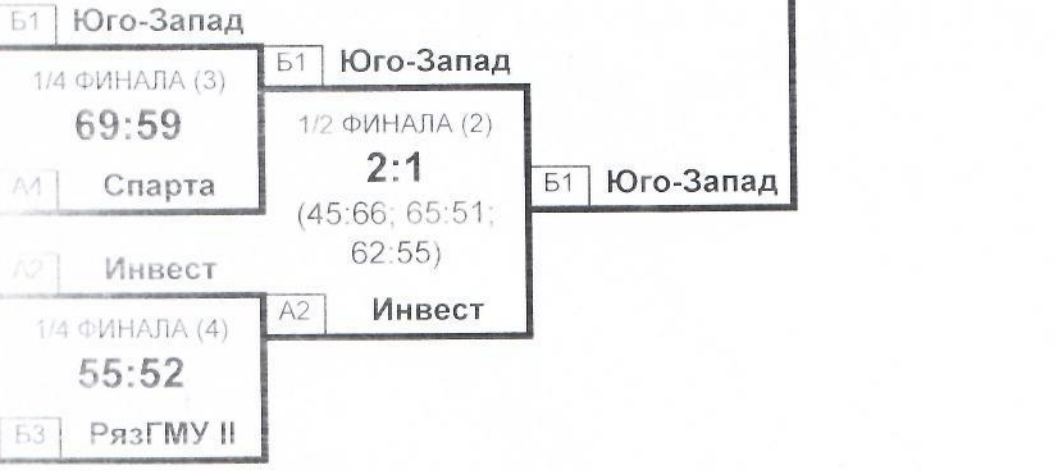 Б1 Юго-Запад
1/4 ФИНАЛА (3)
69:59
А4 Спарта
Б1 Юго-Запад
1/2 ФИНАЛА (2)
2:1
(45:66; 65:51;
62:55)
А2 Инвест
Б1 Юго-Запад
А2 Инвест
1/4 ФИНАЛА (4)
55:52
Б3 РязГМУ II